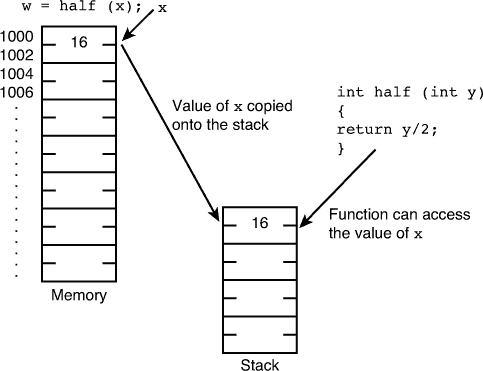 w = half (x); x
1000
16
1002
1004
1006
Value of x copied
onto the stack
int half (int y)
{
return y/2;
}
16
Function can access
the value of x
Memory
Stack